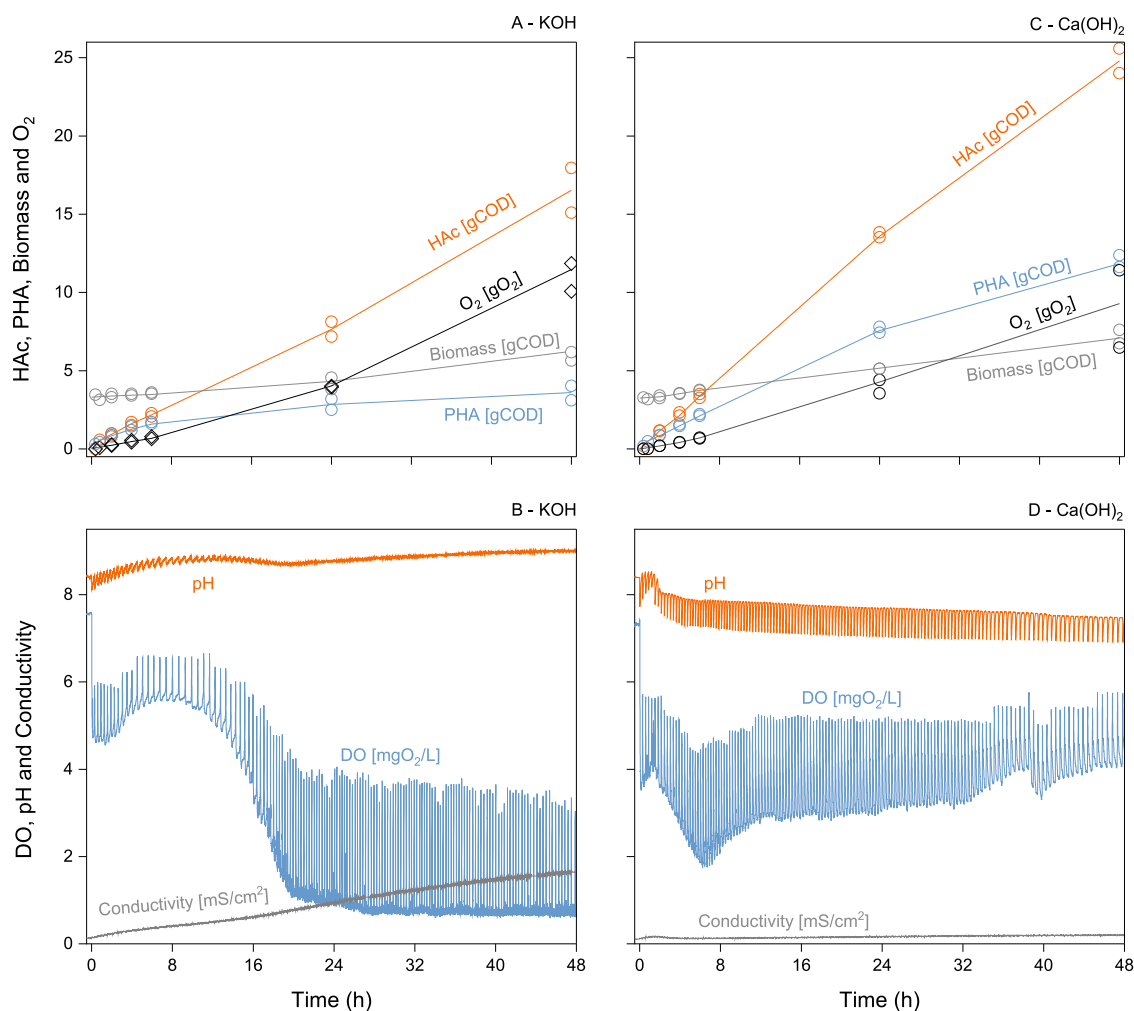 A - KOH
C - Ca(OH)₂
HAc, PHA, Biomass and O₂
25
20
15
10
5
0
HAc [gCOD]
O₂ [gO₂]
Biomass [gCOD]
PHA [gCOD]
HAc [gCOD]
PHA [gCOD]
O₂ [gO₂]
Biomass [gCOD]
B - KOH
D - Ca(OH)₂
DO, pH and Conductivity
8
6
4
2
0
pH
DO [mgO₂/L]
Conductivity [mS/cm²]
pH
DO [mgO₂/L]
Conductivity [mS/cm²]
0 8 16 24 32 40 48
0 8 16 24 32 40 48
Time (h)
Time (h)